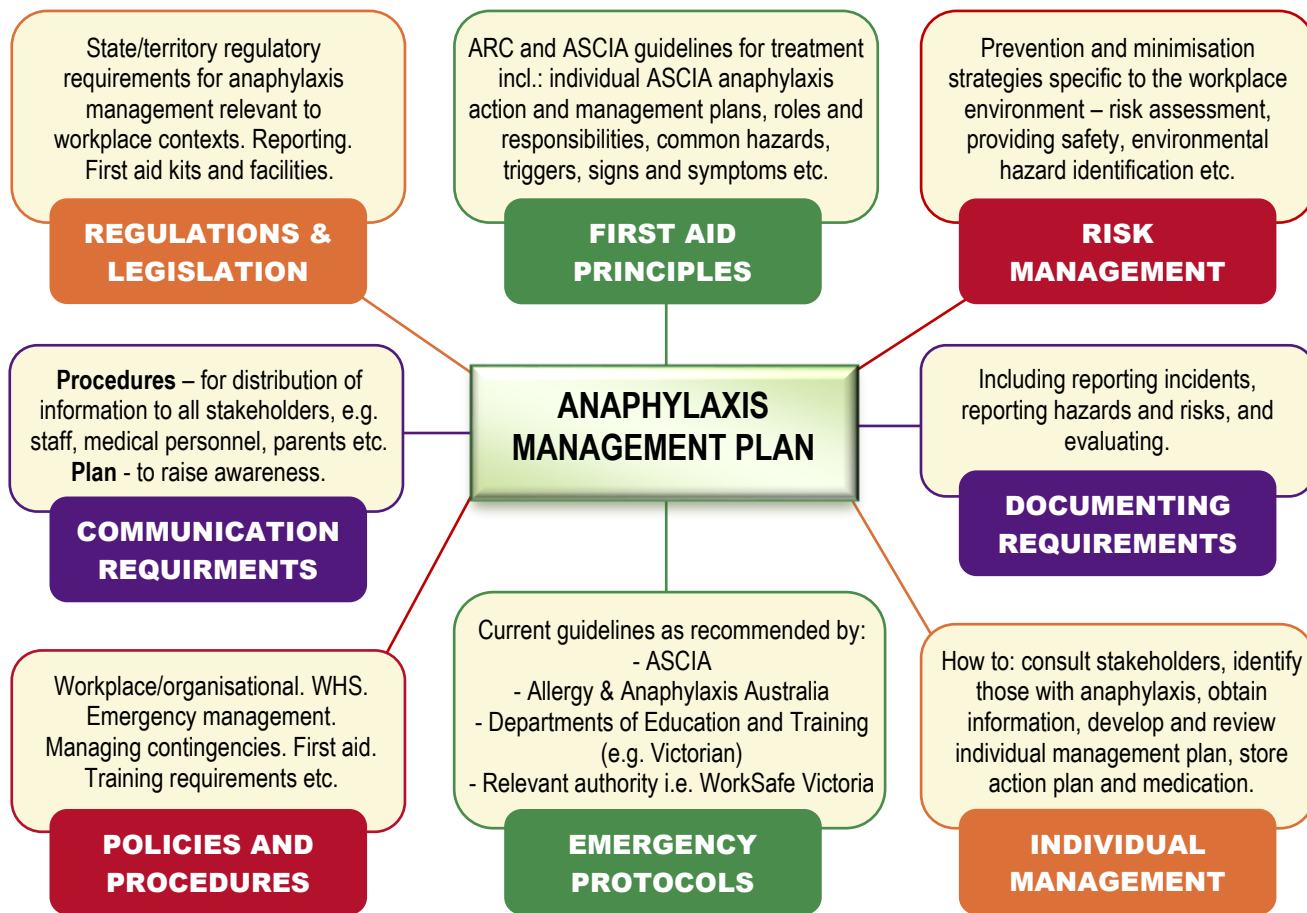 State/territory regulatory
requirements for anaphylaxis
management relevant to
workplace contexts. Reporting.
First aid kits and facilities.
REGULATIONS &
LEGISLATION
ARC and ASCIA guidelines for treatment
incl.: individual ASCIA anaphylaxis
action and management plans, roles and
responsibilities, common hazards,
triggers, signs and symptoms etc.
FIRST AID
PRINCIPLES
Prevention and minimisation
strategies specific to the workplace
environment – risk assessment,
providing safety, environmental
hazard identification etc.
RISK
MANAGEMENT
Procedures – for distribution of
information to all stakeholders, e.g.
staff, medical personnel, parents etc.
Plan - to raise awareness.
COMMUNICATION
REQUIRMENTS
ANAPHYLAXIS
MANAGEMENT PLAN
Including reporting incidents,
reporting hazards and risks, and
evaluating.
DOCUMENTING
REQUIREMENTS
Workplace/organisational. WHS.
Emergency management.
Managing contingencies. First aid.
Training requirements etc.
POLICIES AND
PROCEDURES
Current guidelines as recommended by:
- ASCIA
- Allergy & Anaphylaxis Australia
- Departments of Education and Training
(e.g. Victorian)
- Relevant authority i.e. WorkSafe Victoria
EMERGENCY
PROTOCOLS
How to: consult stakeholders, identify
those with anaphylaxis, obtain
information, develop and review
individual management plan, store
action plan and medication.
INDIVIDUAL
MANAGEMENT